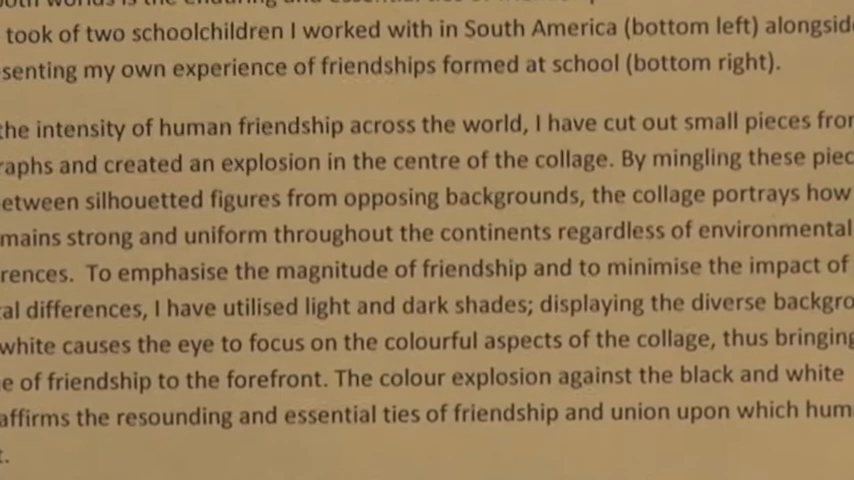 took of two schoolchildren I worked with in South America (bottom left) alongside
senting my own experience of friendships formed at school (bottom right).
the intensity of human friendship across the world, I have cut out small pieces from
raphs and created an explosion in the centre of the collage. By mingling these piec
etween silhouetted figures from opposing backgrounds, the collage portrays how
mains strong and uniform throughout the continents regardless of environmental
rences. To emphasise the magnitude of friendship and to minimise the impact of
al differences, I have utilised light and dark shades; displaying the diverse backgro
white causes the eye to focus on the colourful aspects of the collage, thus bringing
e of friendship to the forefront. The colour explosion against the black and white
affirms the resounding and essential ties of friendship and union upon which hum
t.